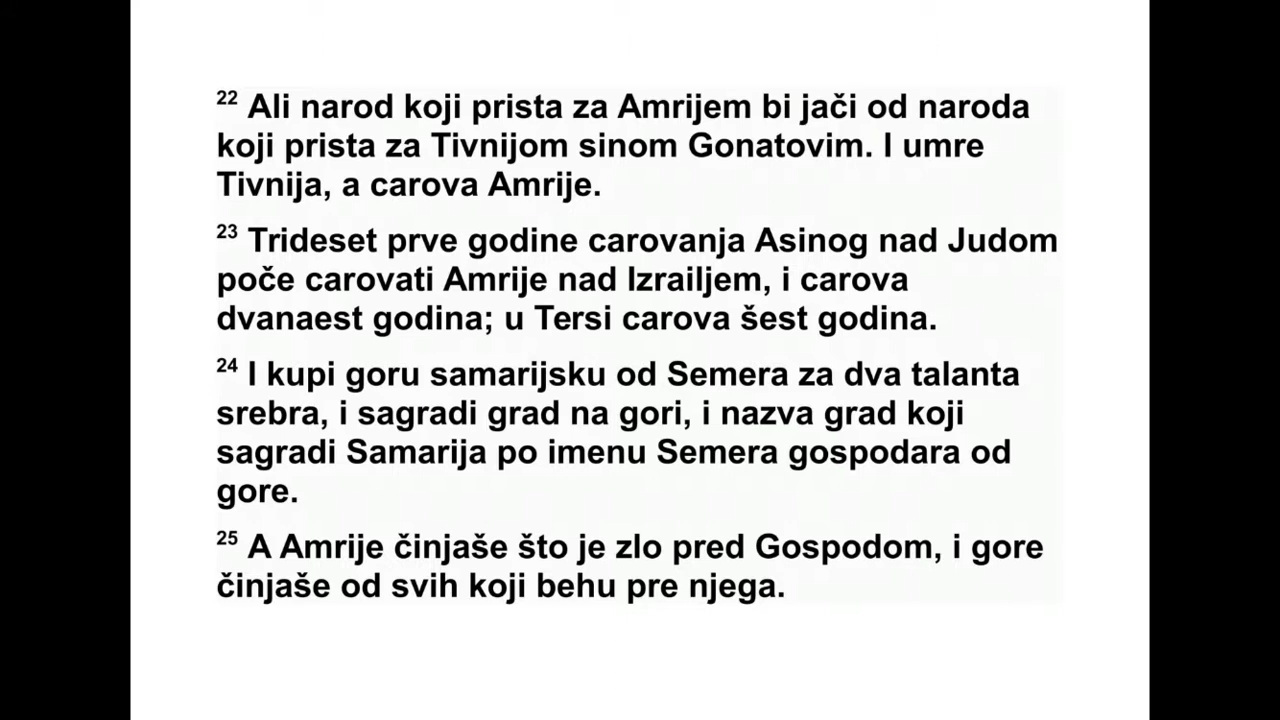 22 Ali narod koji prista za Amrijem bi jači od naroda
koji prista za Tivnijom sinom Gonatovim. I umre
Tivnija, a carova Amrije.
23 Trideset prve godine carovanja Asinog nad Judom
poče carovati Amrije nad Izrailjem, i carova
dvanaest godina; u Tersi carova šest godina.
24 I kupi goru samarijsku od Semera za dva talanta
srebra, i sagradi grad na gori, i nazva grad koji
sagradi Samarija po imenu Semera gospodara od
gore.
25 A Amrije činjaše što je zlo pred Gospodom, i gore
činjaše od svih koji behu pre njega.